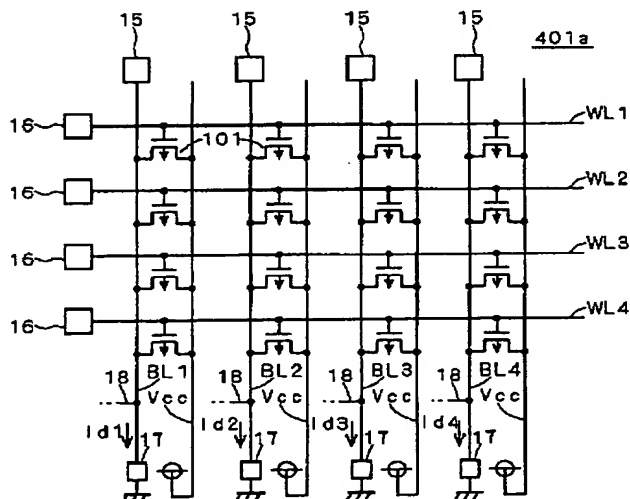 15 15 15 15 401a
WL1
16 101
WL2
16
WL3
16
WL4
16
BL1 BL2 BL3 BL4
18 18 18 18
Vcc Vcc Vcc Vcc
Id1 Id2 Id3 Id4
17 17 17 17